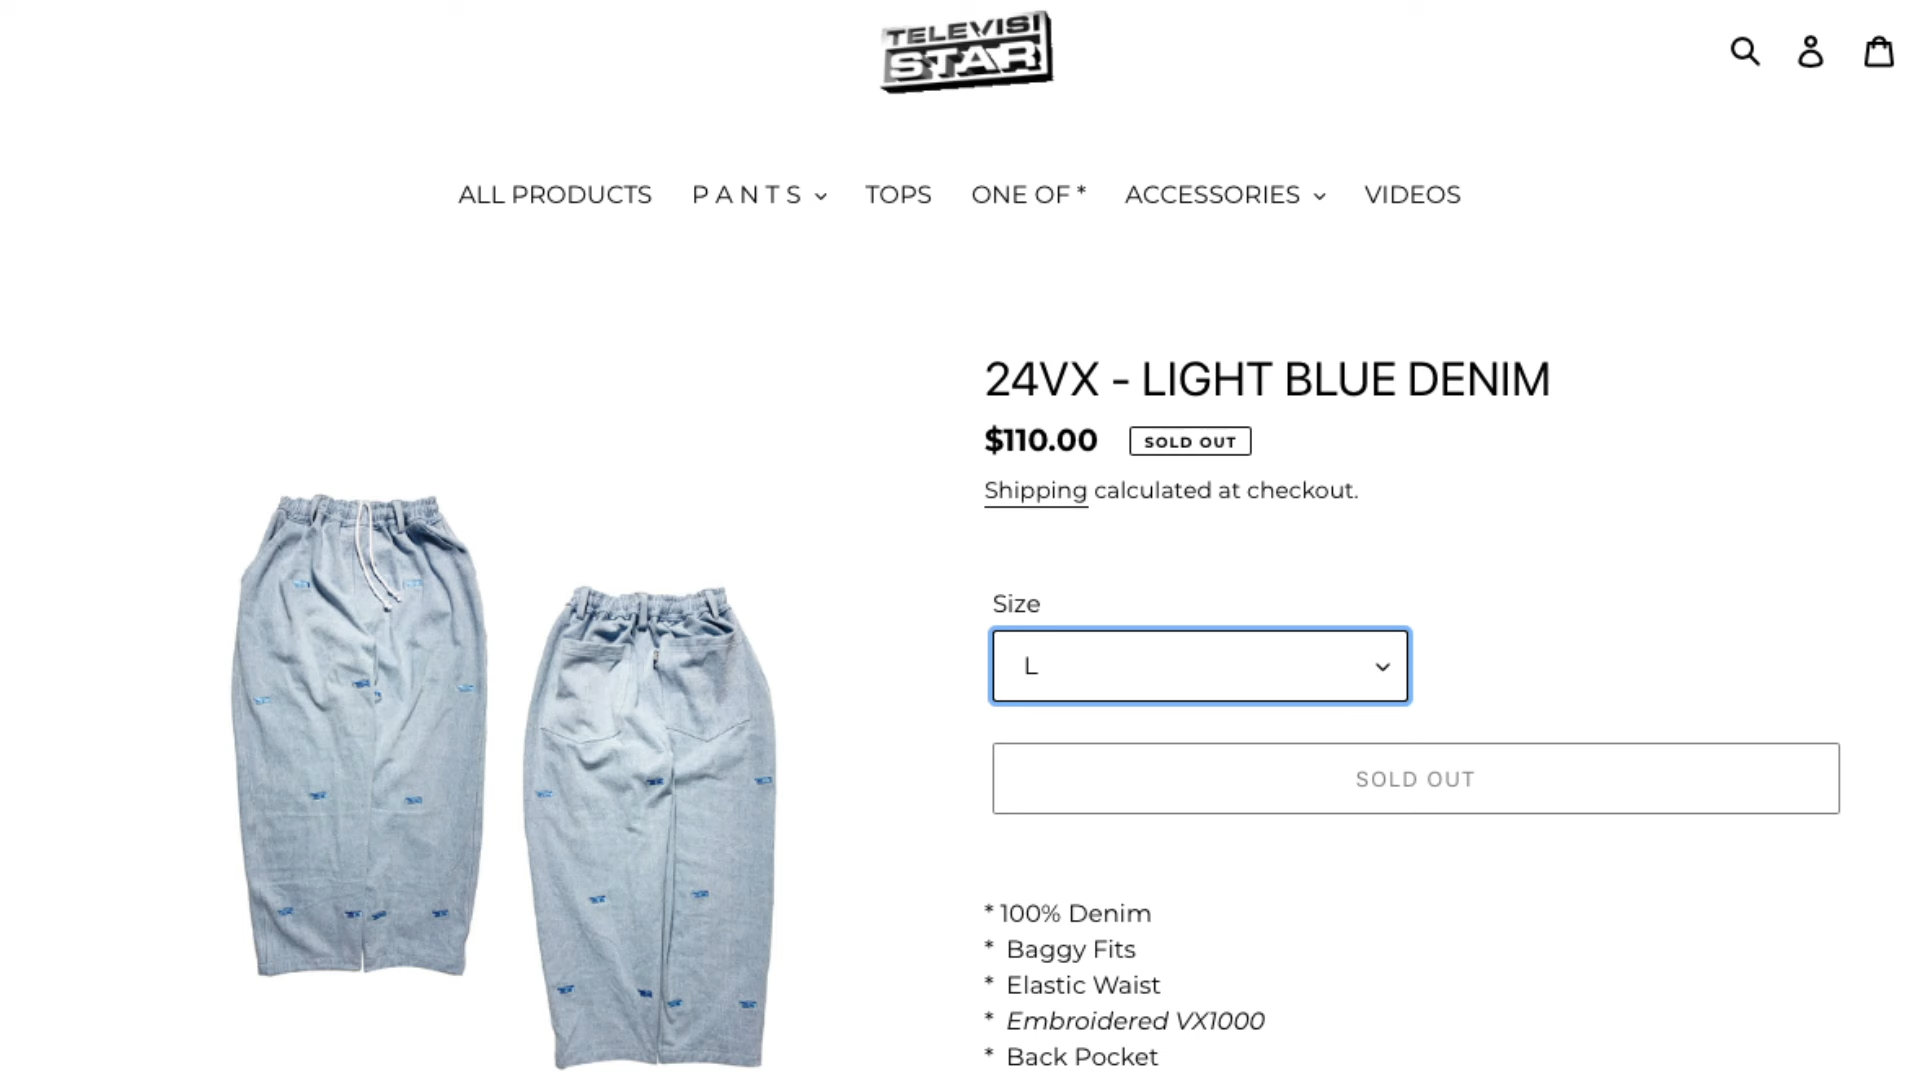 TELEVISI
STAR
ALL PRODUCTS P A N T S TOPS ONE OF * ACCESSORIES VIDEOS
24VX - LIGHT BLUE DENIM
$110.00 SOLD OUT
Shipping calculated at checkout.
Size
L
SOLD OUT
* 100% Denim
* Baggy Fits
* Elastic Waist
* Embroidered VX1000
* Back Pocket